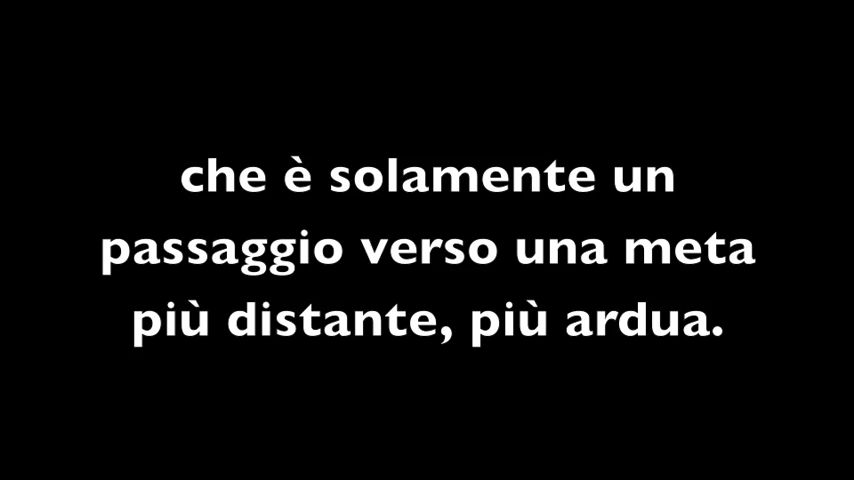 che è solamente un
passaggio verso una meta
più distante, più ardua.